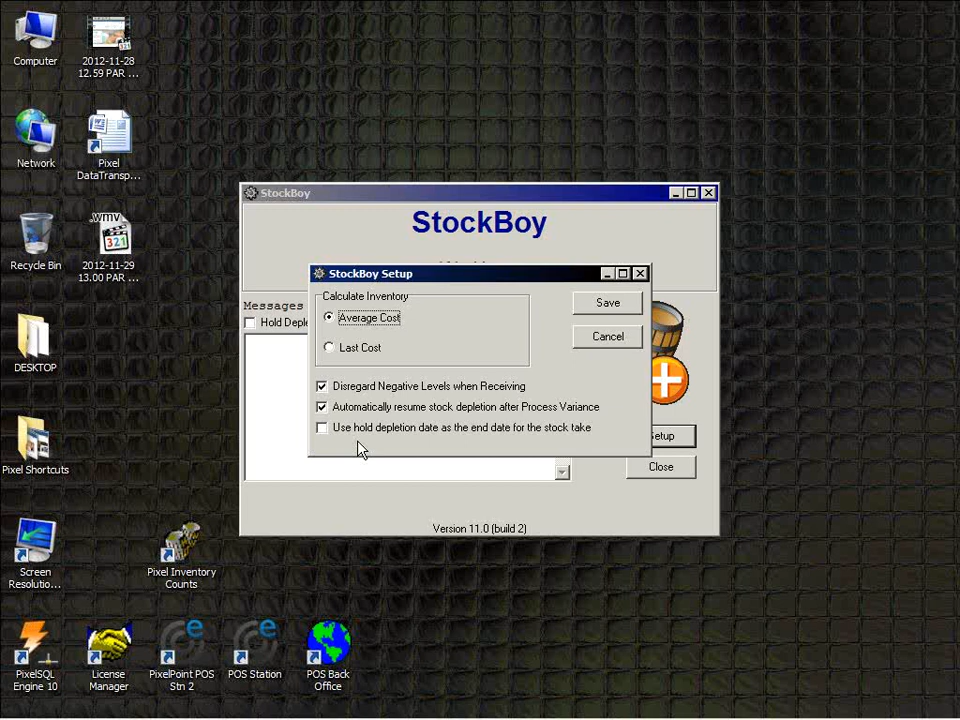 Computer
2012-11-28
12.59 PAR ...
Network
Pixel
DataTransp...
.wmv
321
Recycle Bin
2012-11-29
13.00 PAR ...
DESKTOP
Pixel Shortcuts
Screen
Resolutio...
Pixel Inventory
Counts
PixelSQL
Engine 10
License
Manager
PixelPoint POS
Stn 2
POS Station
POS Back
Office
StockBoy
StockBoy
Messages
Hold Deple
StockBoy Setup
Calculate Inventory
Average Cost
Last Cost
Save
Cancel
Disregard Negative Levels when Receiving
Automatically resume stock depletion after Process Variance
Use hold depletion date as the end date for the stock take
Setup
Close
Version 11.0 (build 2)